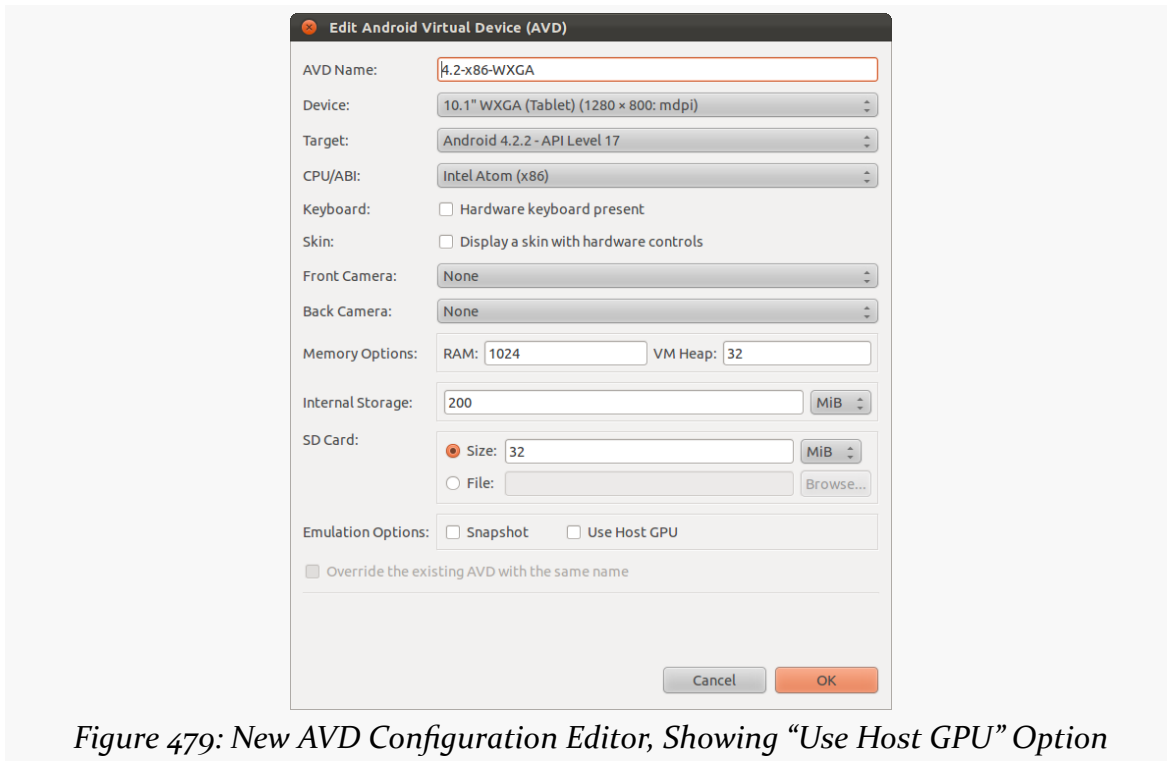 Edit Android Virtual Device (AVD)
AVD Name: 4.2-x86-WXGA
Device: 10.1" WXGA (Tablet) (1280 × 800: mdpi)
Target: Android 4.2.2 - API Level 17
CPU/ABI: Intel Atom (x86)
Keyboard: Hardware keyboard present
Skin: Display a skin with hardware controls
Front Camera: None
Back Camera: None
Memory Options: RAM: 1024 VM Heap: 32
Internal Storage: 200 MiB
SD Card:
Size: 32 MiB
File: Browse...
Emulation Options: Snapshot Use Host GPU
Override the existing AVD with the same name
Cancel OK
Figure 479: New AVD Configuration Editor, Showing “Use Host GPU” Option